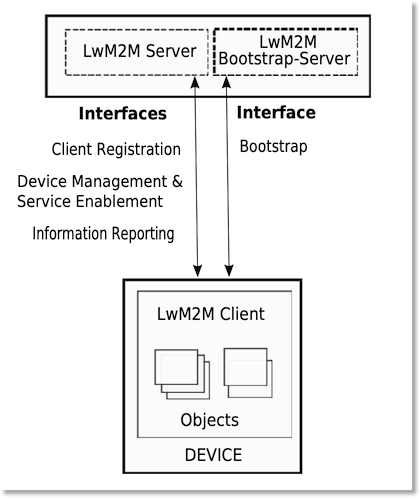 LwM2M Server
LwM2M
Bootstrap-Server
Interfaces
Interface
Client Registration
Bootstrap
Device Management &
Service Enablement
Information Reporting
LwM2M Client
Objects
DEVICE